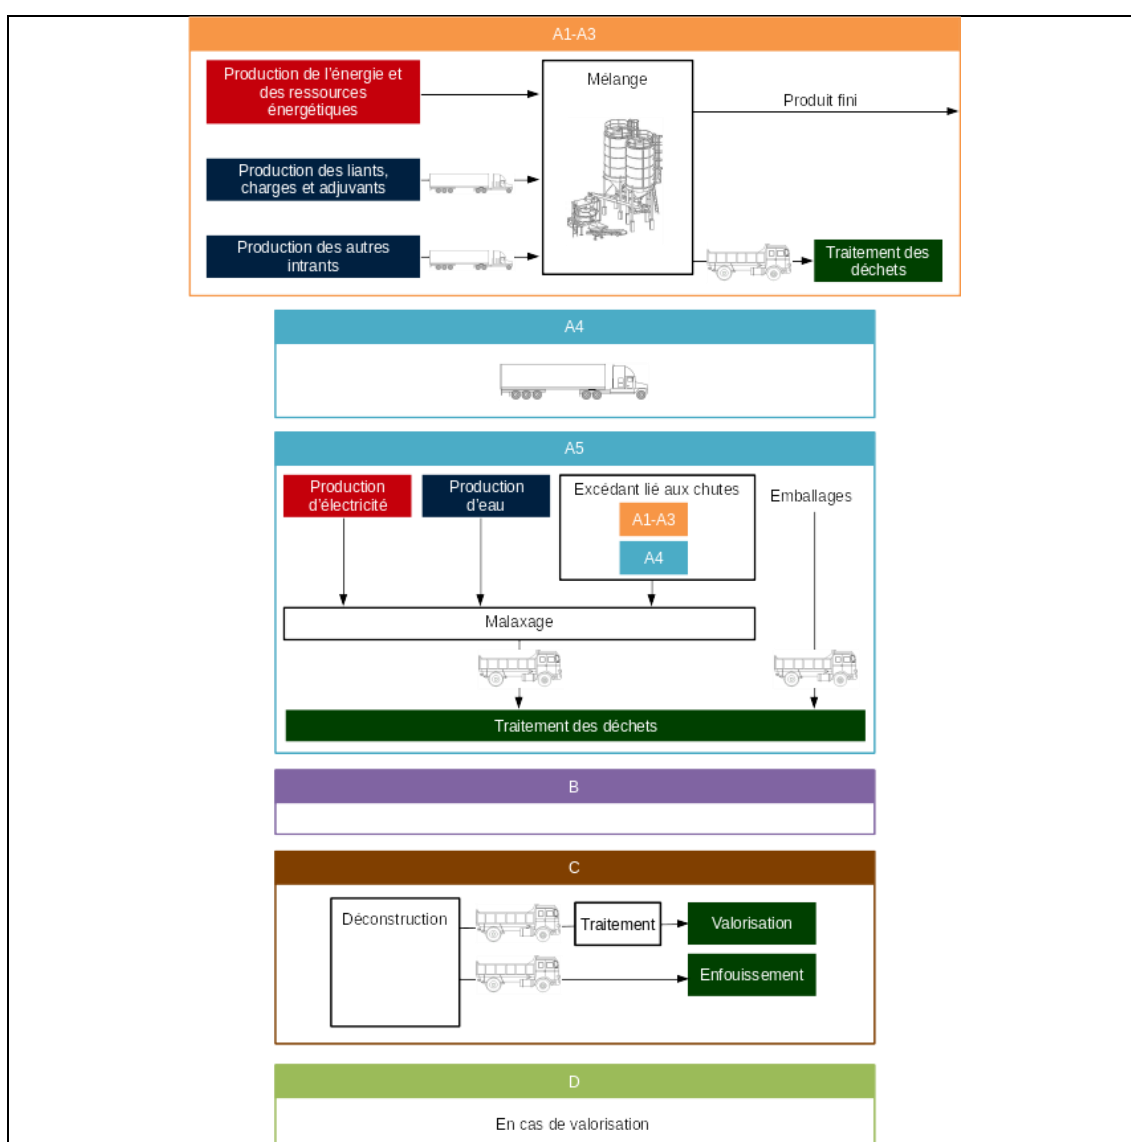 A1-A3
Production de l'énergie et
des ressources
énergétiques
Mélange
Produit fini
Production des liants,
charges et adjuvants
Production des autres
intrants
Traitement des
déchets
A4
A5
Production
d'électricité
Production
d'eau
Excédant lié aux chutes
A1-A3
A4
Emballages
Malaxage
Traitement des déchets
B
C
Déconstruction
Traitement
Valorisation
Enfouissement
D
En cas de valorisation